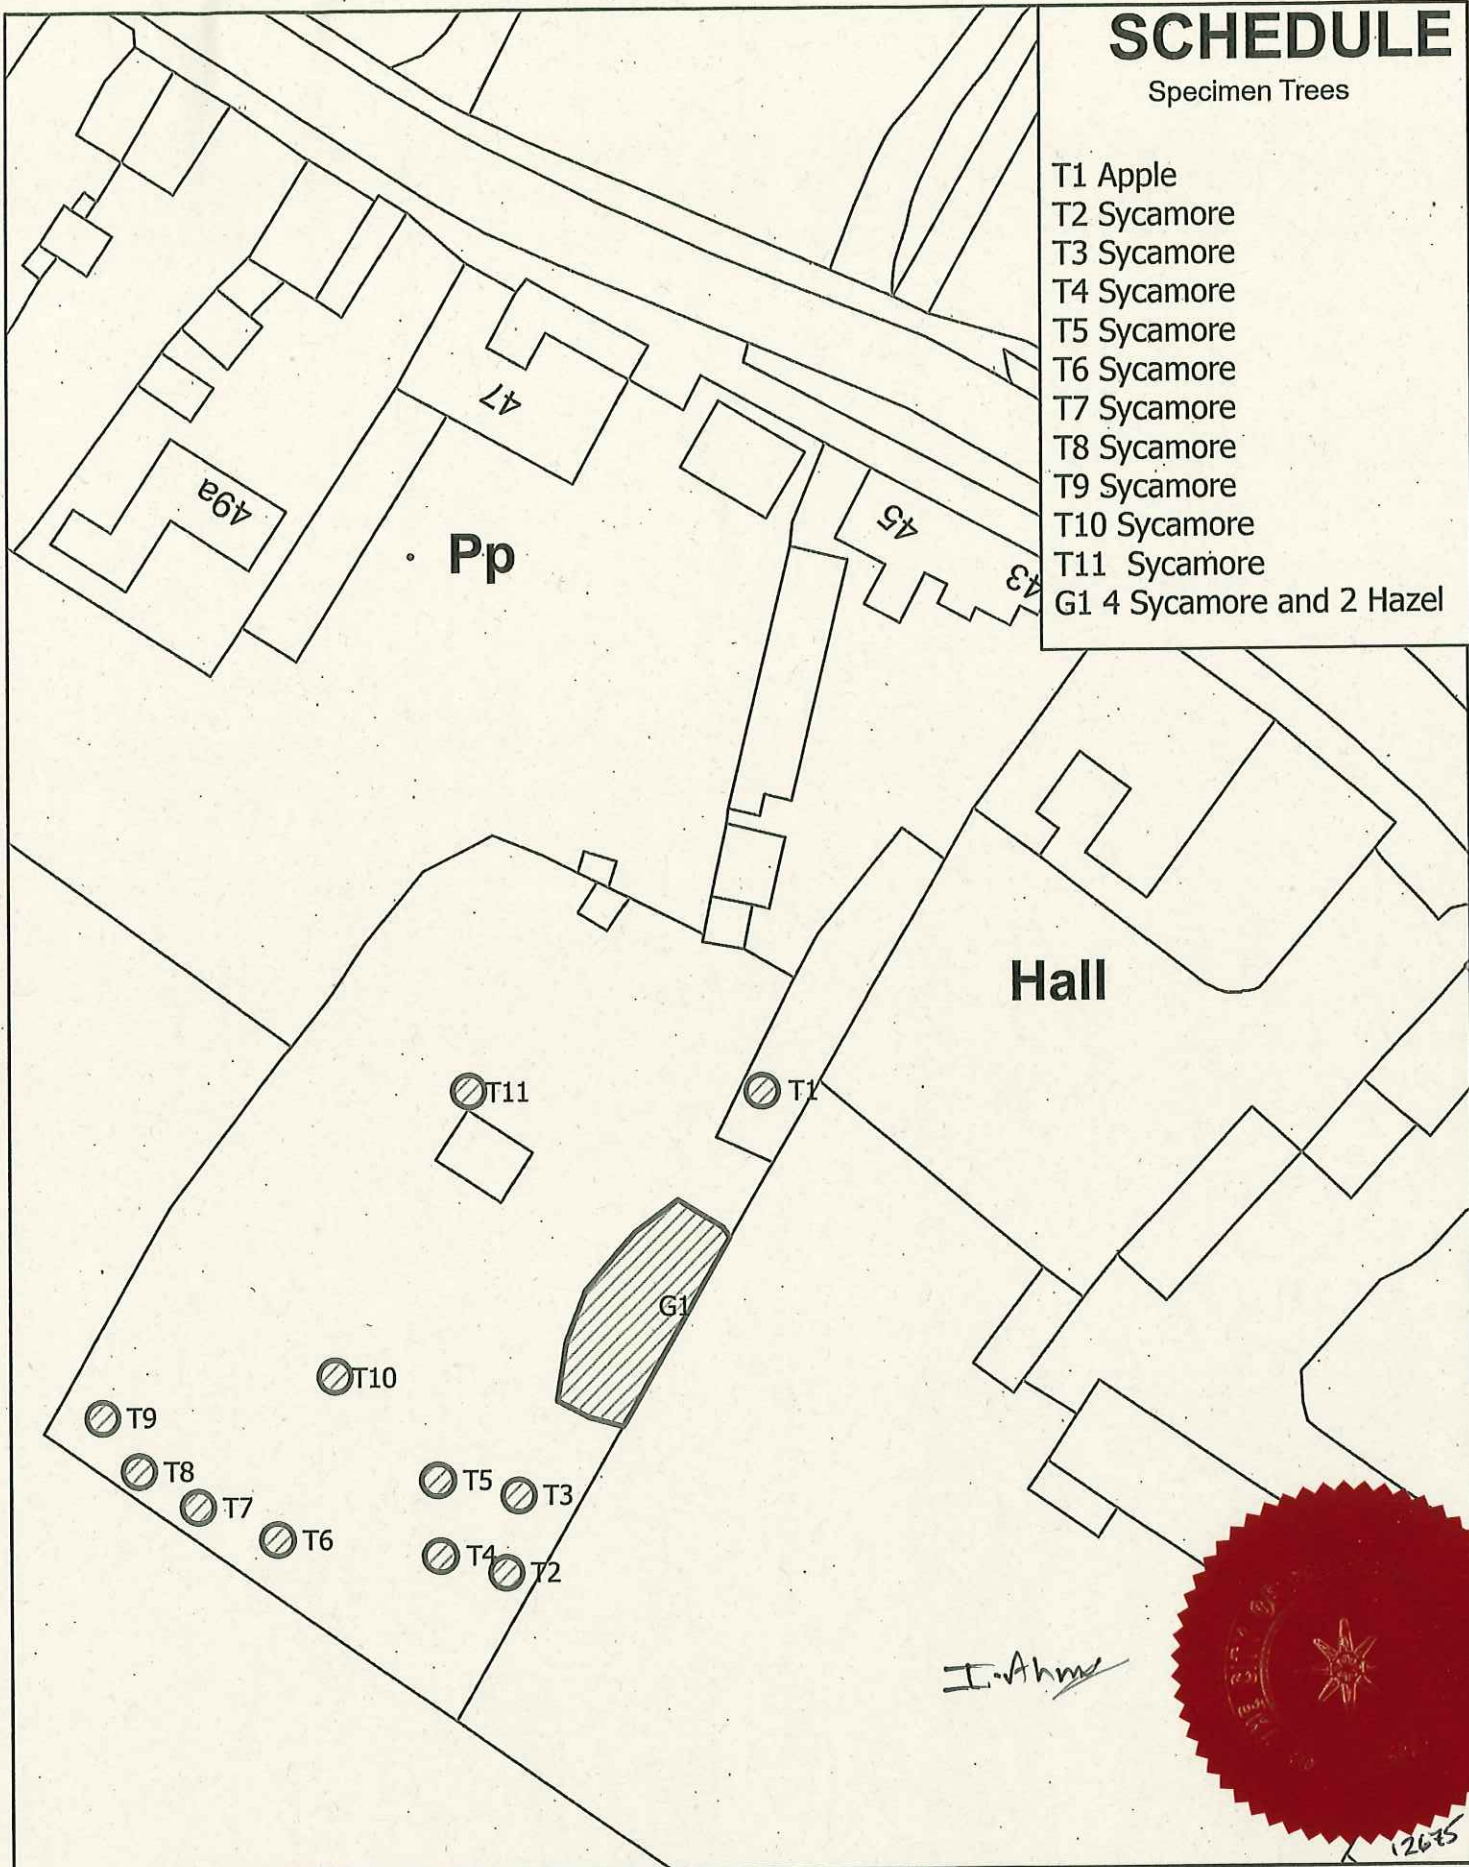 SCHEDULE
Specimen Trees
T1 Apple
T2 Sycamore
T3 Sycamore
T4 Sycamore
T5 Sycamore
T6 Sycamore
T7 Sycamore
T8 Sycamore
T9 Sycamore
T10 Sycamore
T11 Sycamore
G1 4 Sycamore and 2 Hazel
47
49a
45
43
Pp
Hall
T11
T1
G1
T10
T9
T8
T7
T6
T5
T3
T4
T2
12675